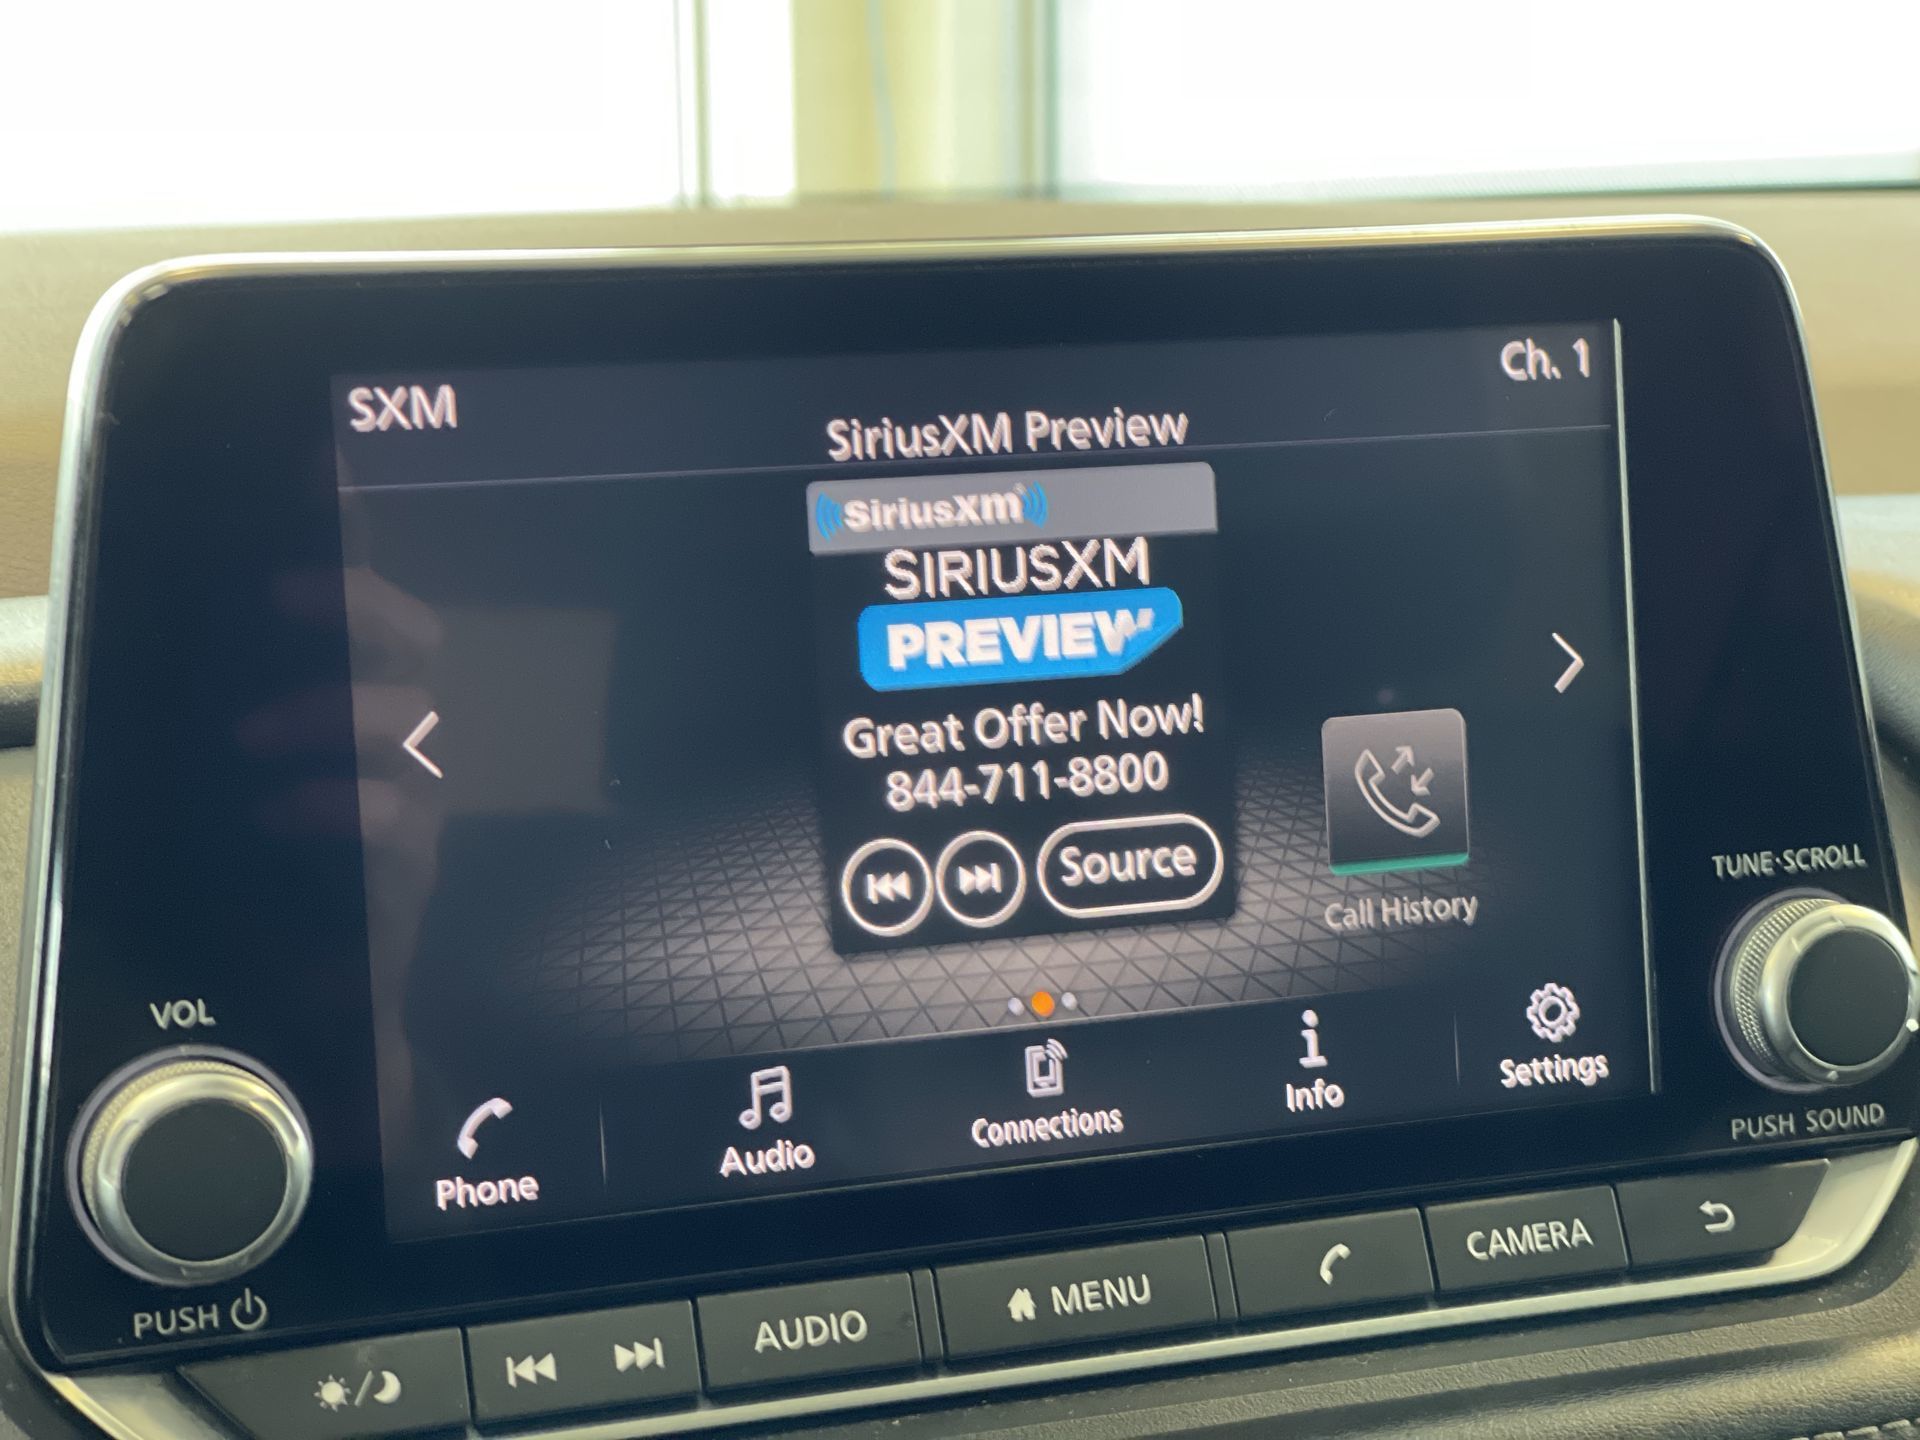 SXM
Ch. 1
SiriusXM Preview
SiriusXM
SIRIUSXM
PREVIEW
Great Offer Now!
844-711-8800
Source
Call History
TUNE·SCROLL
VOL
Phone
Audio
Connections
Info
Settings
PUSH SOUND
PUSH
AUDIO
MENU
CAMERA